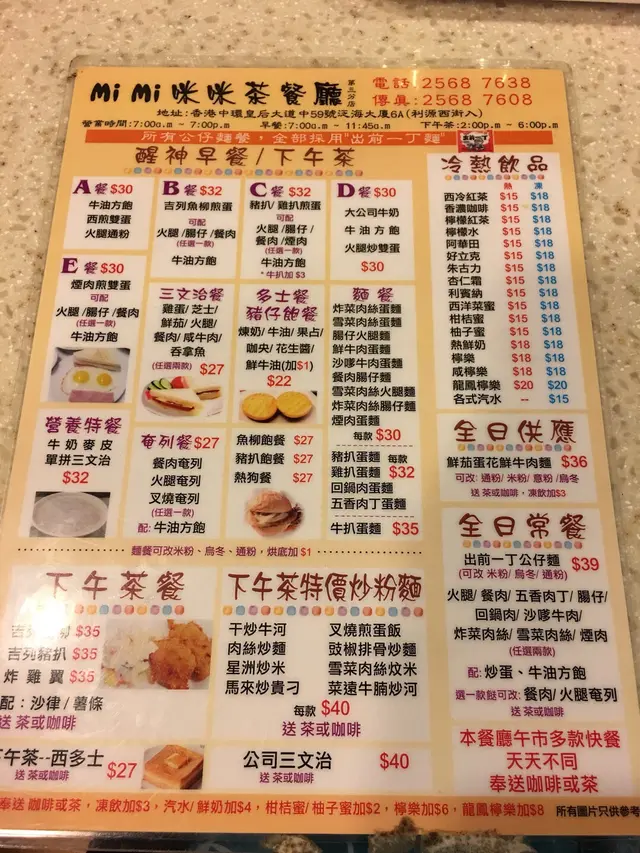 Mi Mi 咪咪茶餐廳 第三分店
電話:2568 7638
傳真:2568 7608
地址:香港中環皇后大道中59號泛海大廈6A(利源西街入)
營業時間:7:00a.m ~ 7:00p.m 早餐:7:00a.m ~ 11:45a.m 下午茶:2:00p.m ~ 6:00p.m
所有公仔麵餐,全部採用"出前一丁麵"
醒神早餐/下午茶
A餐 $30
牛油方飽
西煎雙蛋
火腿通粉
B餐 $32
吉列魚柳煎蛋
可配
火腿/腸仔/餐肉
(任選一款)
牛油方飽
C餐 $32
豬扒/雞扒煎蛋
可配
火腿/腸仔/
餐肉/煙肉
(任選一款)
牛油方飽
*牛扒加$3
D餐 $30
大公司牛奶
牛油方飽
火腿炒雙蛋
$30
E餐 $30
煙肉煎雙蛋
可配
火腿/腸仔/餐肉
(任選一款)
牛油方飽
三文治餐
雞蛋/芝士/
鮮茄/火腿/
餐肉/咸牛肉/
吞拿魚
(任選兩款) $27
多士餐
豬仔飽餐
煉奶/牛油/果占/
咖央/花生醬/
鮮牛油(加$1)
$22
麵餐
炸菜肉絲蛋麵
雪菜肉絲蛋麵
腸仔火腿麵
鮮牛肉蛋麵
沙嗲牛肉蛋麵
餐肉腸仔麵
雪菜肉絲火腿麵
炸菜肉絲腸仔麵
煙肉蛋麵
每款 $30
豬扒蛋麵 每款
雞扒蛋麵 $32
回鍋肉蛋麵
五香肉丁蛋麵
牛扒蛋麵 $35
營養特餐
牛奶麥皮
單拼三文治
$32
奄列餐 $27
餐肉奄列
火腿奄列
叉燒奄列
(任選一款)
配:牛油方飽
魚柳飽餐 $27
豬扒飽餐 $27
熱狗餐 $27
麵餐可改米粉、烏冬、通粉,烘底加$1
冷熱飲品
熱 凍
西冷紅茶 $15 $18
香濃咖啡 $15 $18
檸檬紅茶 $15 $18
檸檬水 $15 $18
阿華田 $15 $18
好立克 $15 $18
朱古力 $15 $18
杏仁霜 $15 $18
利賓納 $15 $18
西洋菜蜜 $15 $18
柑桔蜜 $15 $18
柚子蜜 $15 $18
熱鮮奶 $18 $18
檸樂 $18 $18
咸檸樂 $18 $18
龍鳳檸樂 $20 $20
各式汽水 -- $15
全日供應
鮮茄蛋花鮮牛肉麵 $36
可改:通粉/米粉/意粉/烏冬
送 茶或咖啡,凍飲加$3
全日常餐
出前一丁公仔麵 $39
(可改 米粉/烏冬/通粉)
火腿/餐肉/五香肉丁/腸仔/
回鍋肉/沙嗲牛肉/
炸菜肉絲/雪菜肉絲/煙肉
(任選兩款)
配:炒蛋、牛油方飽
選一款餸可改:餐肉/火腿奄列
送 茶或咖啡
本餐廳午市多款快餐
天天不同
奉送咖啡或茶
下午茶餐
吉列 $35
吉列豬扒 $35
炸雞翼 $35
配:沙律/薯條
送 茶或咖啡
下午茶特價炒粉麵
干炒牛河
肉絲炒麵
星洲炒米
馬來炒貴刁
叉燒煎蛋飯
豉椒排骨炒麵
雪菜肉絲炆米
菜遠牛腩炒河
每款 $40
送 茶或咖啡
下午茶--西多士 $27
送 茶或咖啡
公司三文治 $40
送 茶或咖啡
奉送 咖啡或茶,凍飲加$3,汽水/鮮奶加$4,柑桔蜜/柚子蜜加$2,檸樂加$6,龍鳳檸樂加$8 所有圖片只供參考